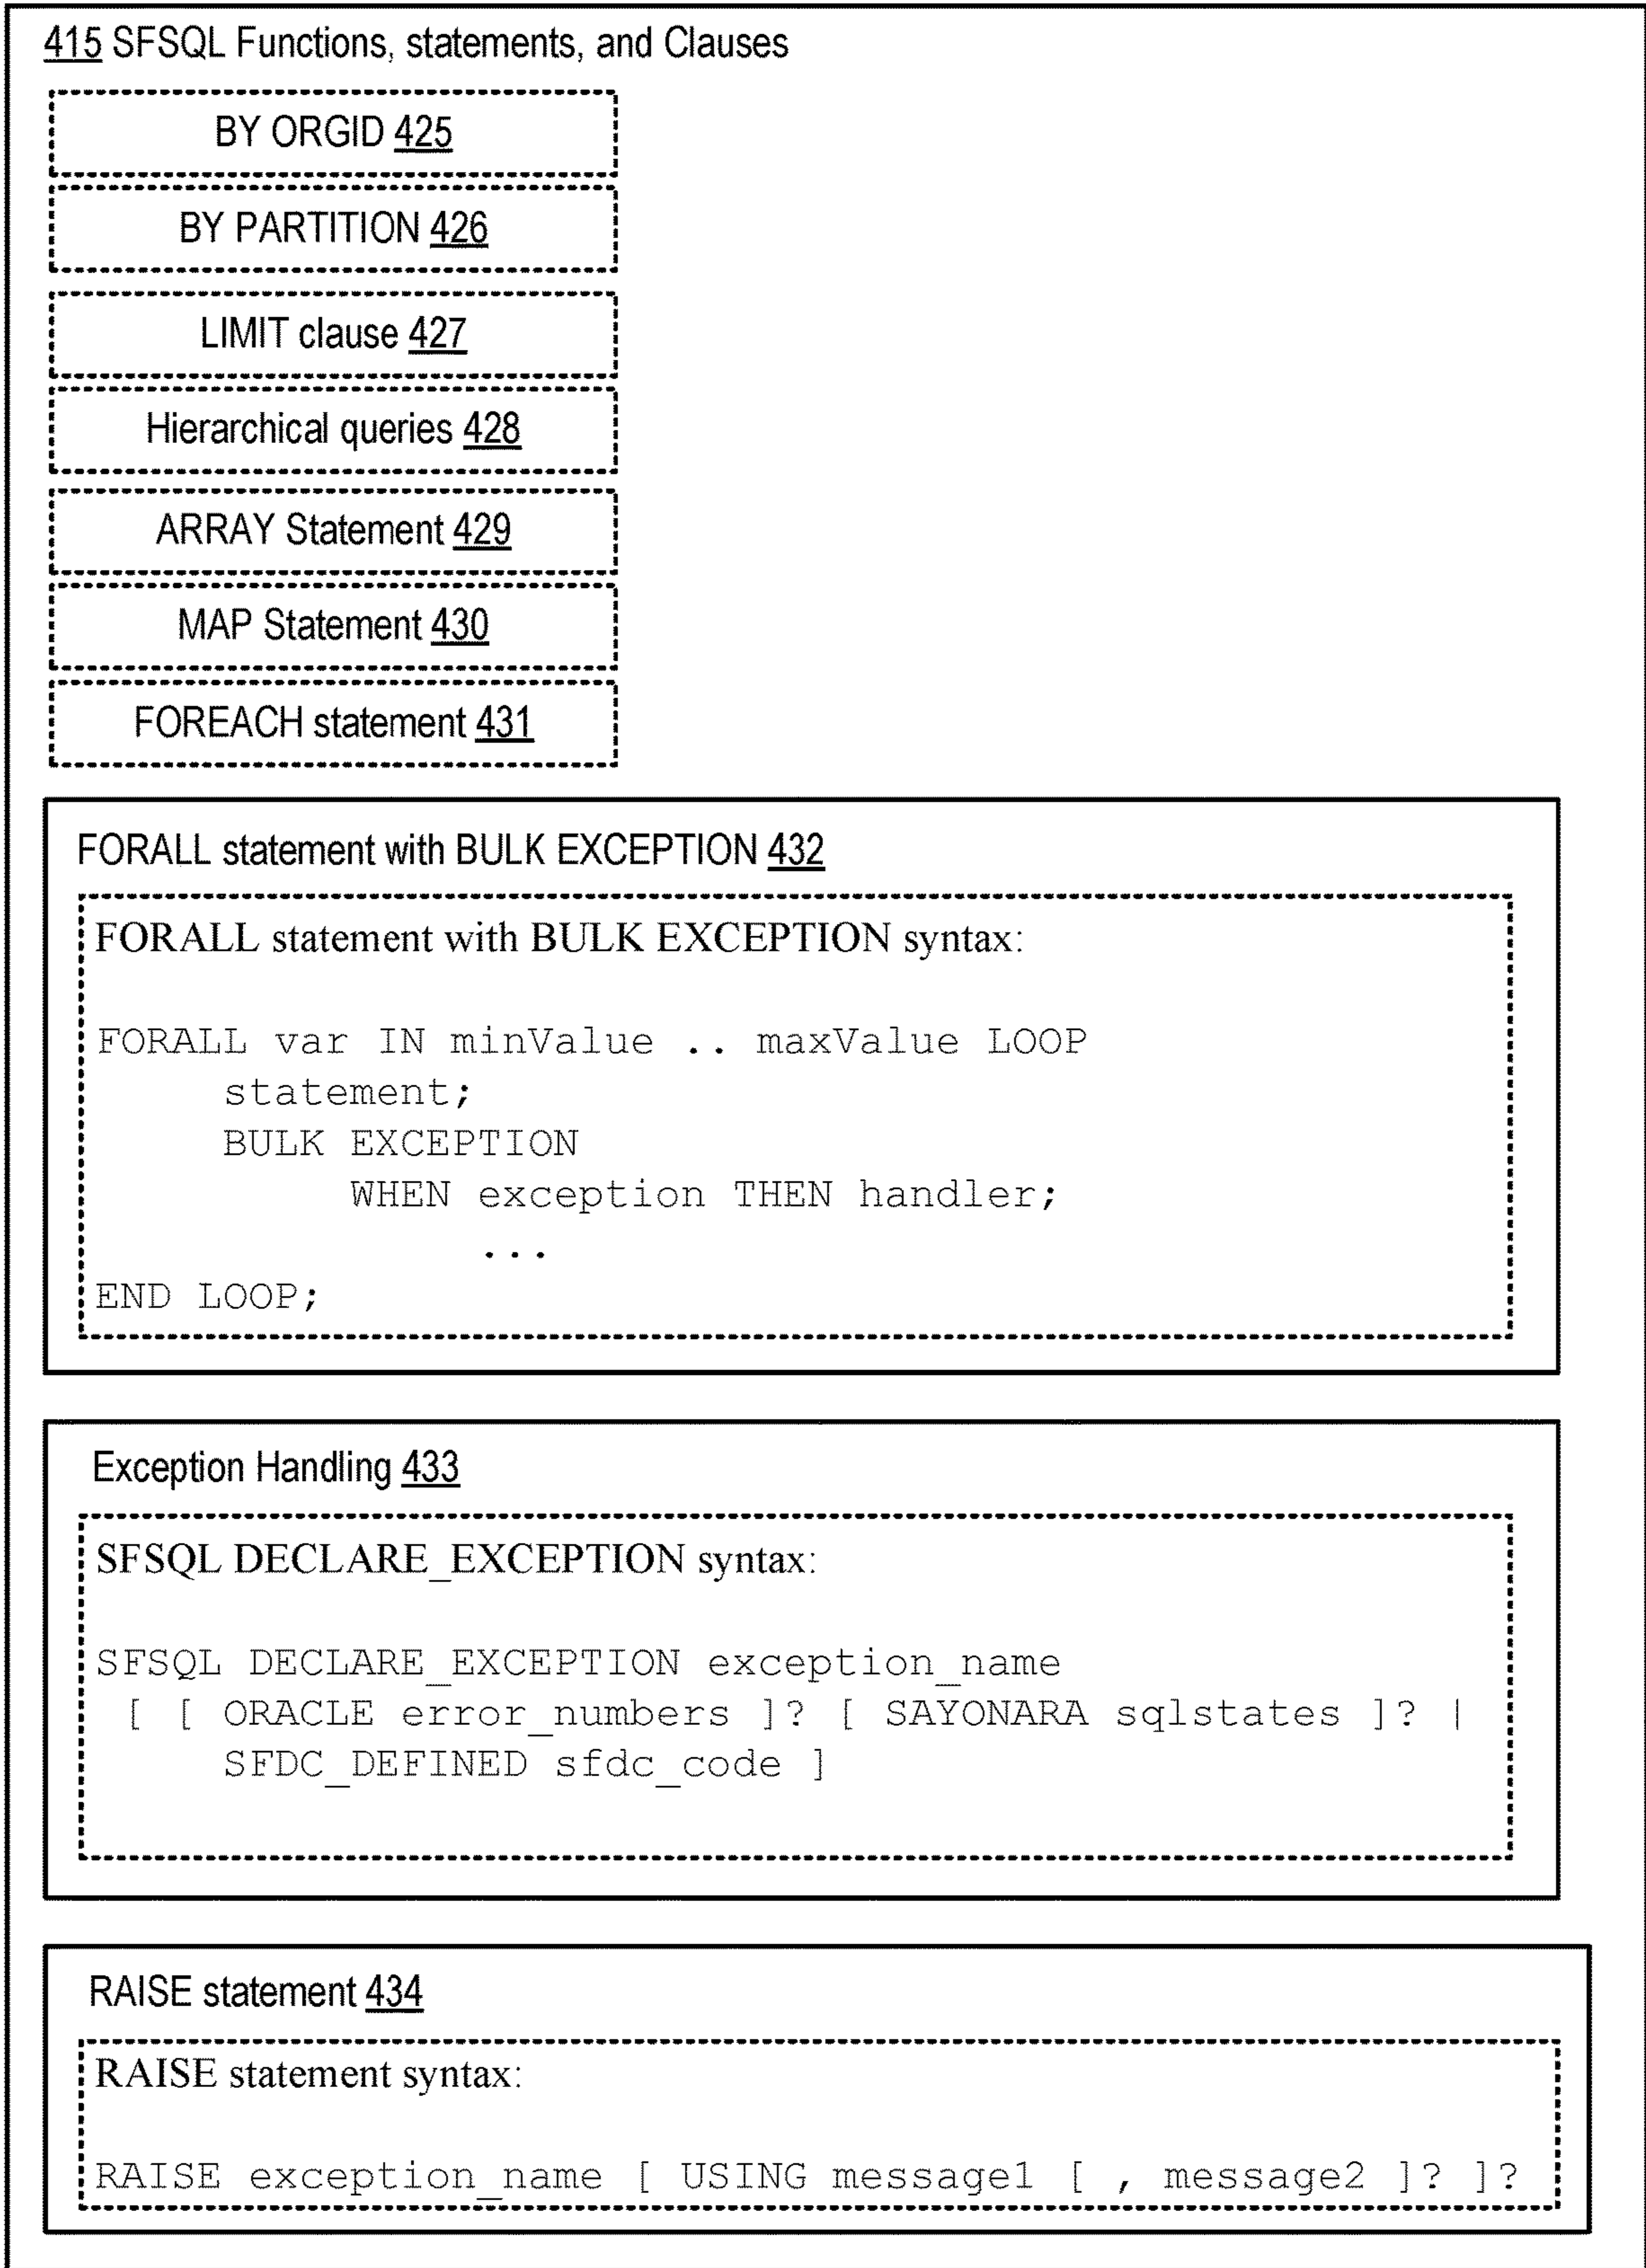 415 SFSQL Functions, statements, and Clauses
BY ORGID 425
BY PARTITION 426
LIMIT clause 427
Hierarchical queries 428
ARRAY Statement 429
MAP Statement 430
FOREACH statement 431
FORALL statement with BULK EXCEPTION 432
FORALL statement with BULK EXCEPTION syntax:
FORALL var IN minValue .. maxValue LOOP
statement;
BULK EXCEPTION
WHEN exception THEN handler;
...
END LOOP;
Exception Handling 433
SFSQL DECLARE_EXCEPTION syntax:
SFSQL DECLARE_EXCEPTION exception_name
[ [ ORACLE error_numbers ]? [ SAYONARA sqlstates ]? |
SFDC_DEFINED sfdc_code ]
RAISE statement 434
RAISE statement syntax:
RAISE exception_name [ USING message1 [ , message2 ]? ]?